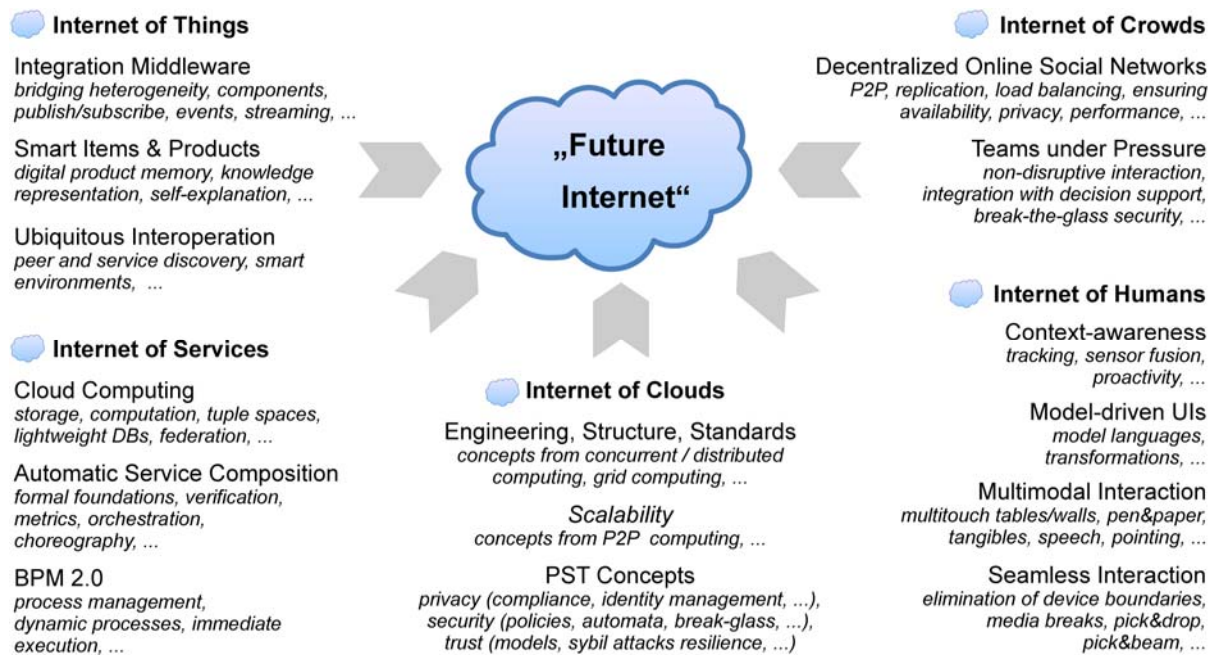 Internet of Things
Integration Middleware
bridging heterogeneity, components,
publish/subscribe, events, streaming, ...
Smart Items & Products
digital product memory, knowledge
representation, self-explanation, ...
Ubiquitous Interoperation
peer and service discovery, smart
environments, ...
Internet of Services
Cloud Computing
storage, computation, tuple spaces,
lightweight DBs, federation, ...
Automatic Service Composition
formal foundations, verification,
metrics, orchestration,
choreography, ...
BPM 2.0
process management,
dynamic processes, immediate
execution, ...
„Future
Internet“
Internet of Clouds
Engineering, Structure, Standards
concepts from concurrent / distributed
computing, grid computing, ...
Scalability
concepts from P2P computing, ...
PST Concepts
privacy (compliance, identity management, ...),
security (policies, automata, break-glass, ...),
trust (models, sybil attacks resilience, ...)
Internet of Crowds
Decentralized Online Social Networks
P2P, replication, load balancing, ensuring
availability, privacy, performance, ...
Teams under Pressure
non-disruptive interaction,
integration with decision support,
break-the-glass security, ...
Internet of Humans
Context-awareness
tracking, sensor fusion,
proactivity, ...
Model-driven UIs
model languages,
transformations, ...
Multimodal Interaction
multitouch tables/walls, pen&paper,
tangibles, speech, pointing, ...
Seamless Interaction
elimination of device boundaries,
media breaks, pick&drop,
pick&beam, ...